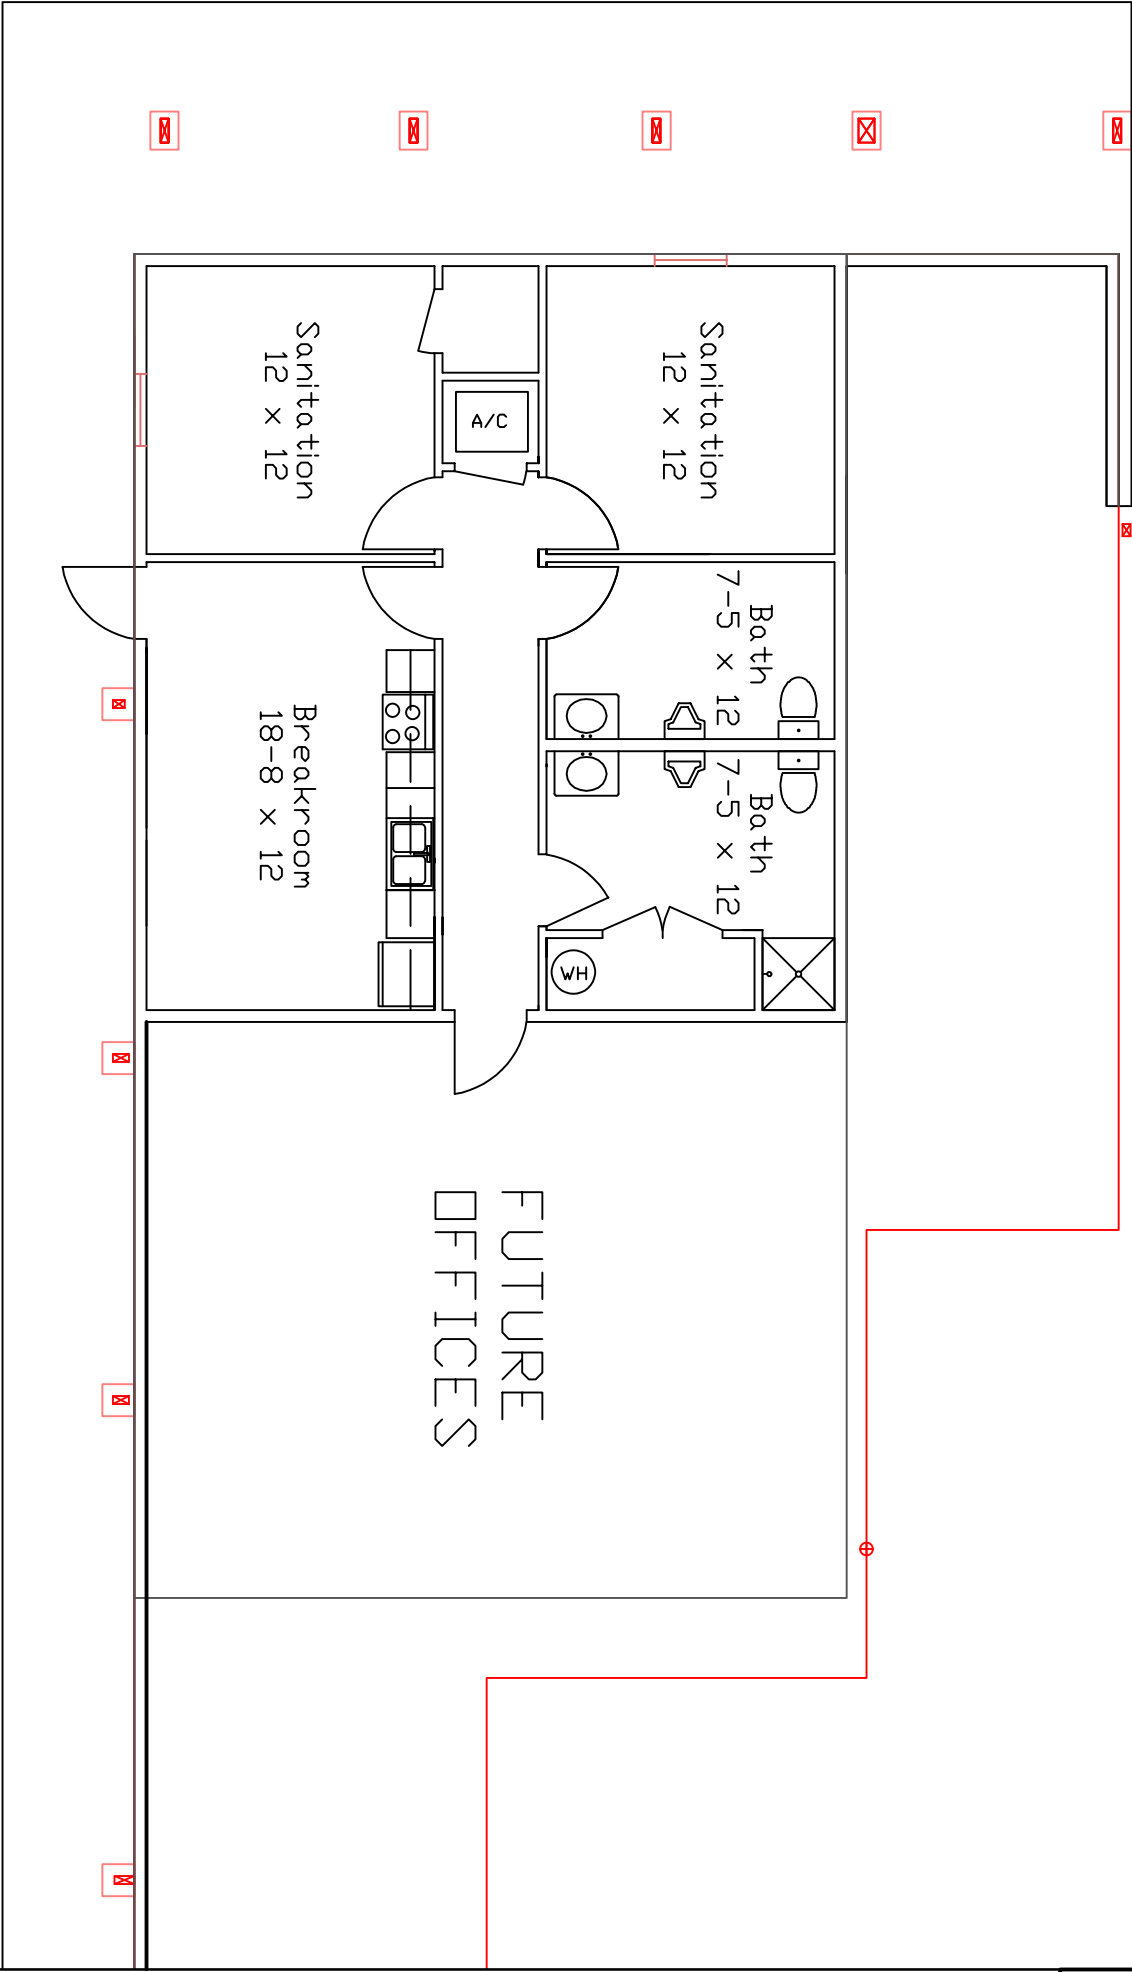 Sanitation
12 x 12
A/C
Sanitation
12 x 12
Bath
7-5 x 12
Bath
7-5 x 12
Breakroom
18-8 x 12
WH
FUTURE
OFFICES